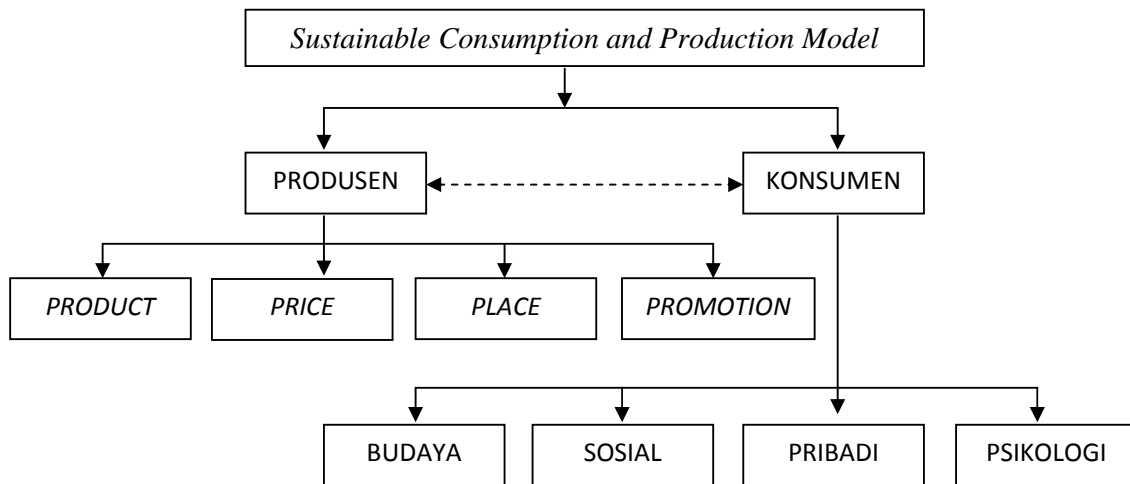 Sustainable Consumption and Production Model
PRODUSEN
KONSUMEN
PRODUCT
PRICE
PLACE
PROMOTION
BUDAYA
SOSIAL
PRIBADI
PSIKOLOGI